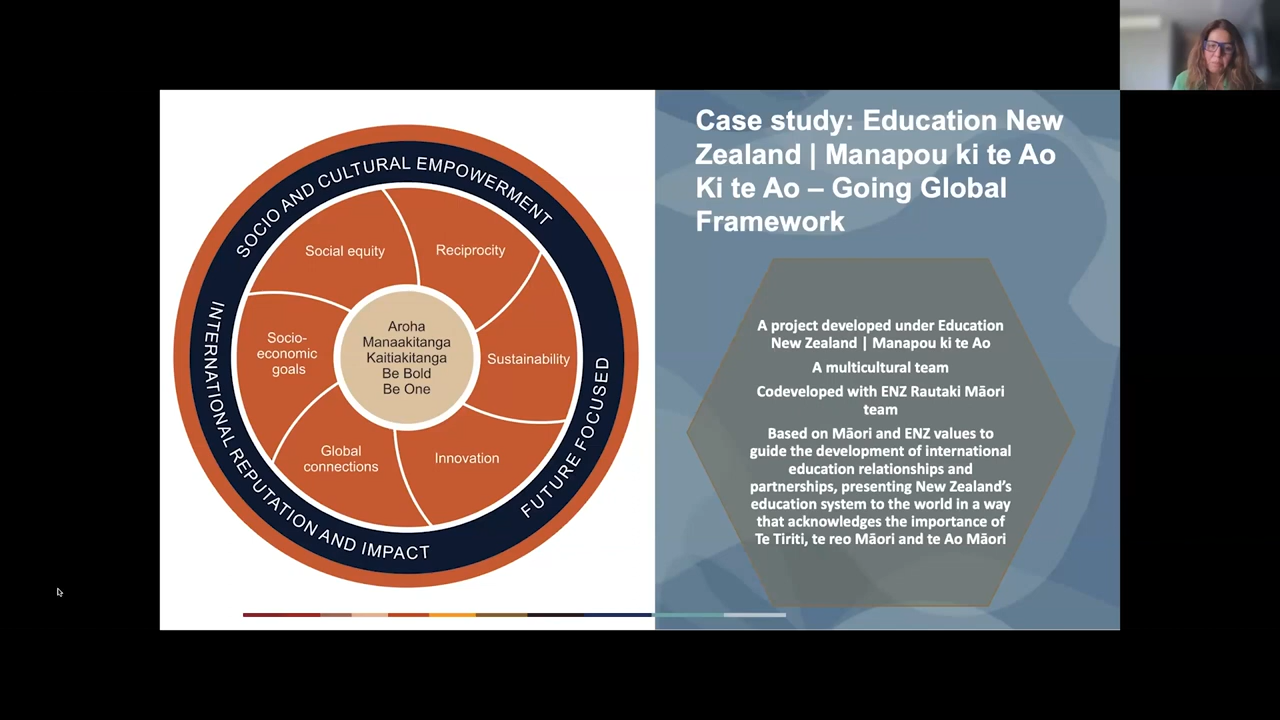 SOCIO AND CULTURAL EMPOWERMENT
INTERNATIONAL REPUTATION AND IMPACT
FUTURE FOCUSED
Social equity
Reciprocity
Socio-
economic
goals
Sustainability
Global
connections
Innovation
Aroha
Manaakitanga
Kaitiakitanga
Be Bold
Be One
Case study: Education New
Zealand | Manapou ki te Ao
Ki te Ao – Going Global
Framework
A project developed under Education
New Zealand | Manapou ki te Ao
A multicultural team
Codeveloped with ENZ Rautaki Māori
team
Based on Māori and ENZ values to
guide the development of international
education relationships and
partnerships, presenting New Zealand’s
education system to the world in a way
that acknowledges the importance of
Te Tiriti, te reo Māori and te Ao Māori